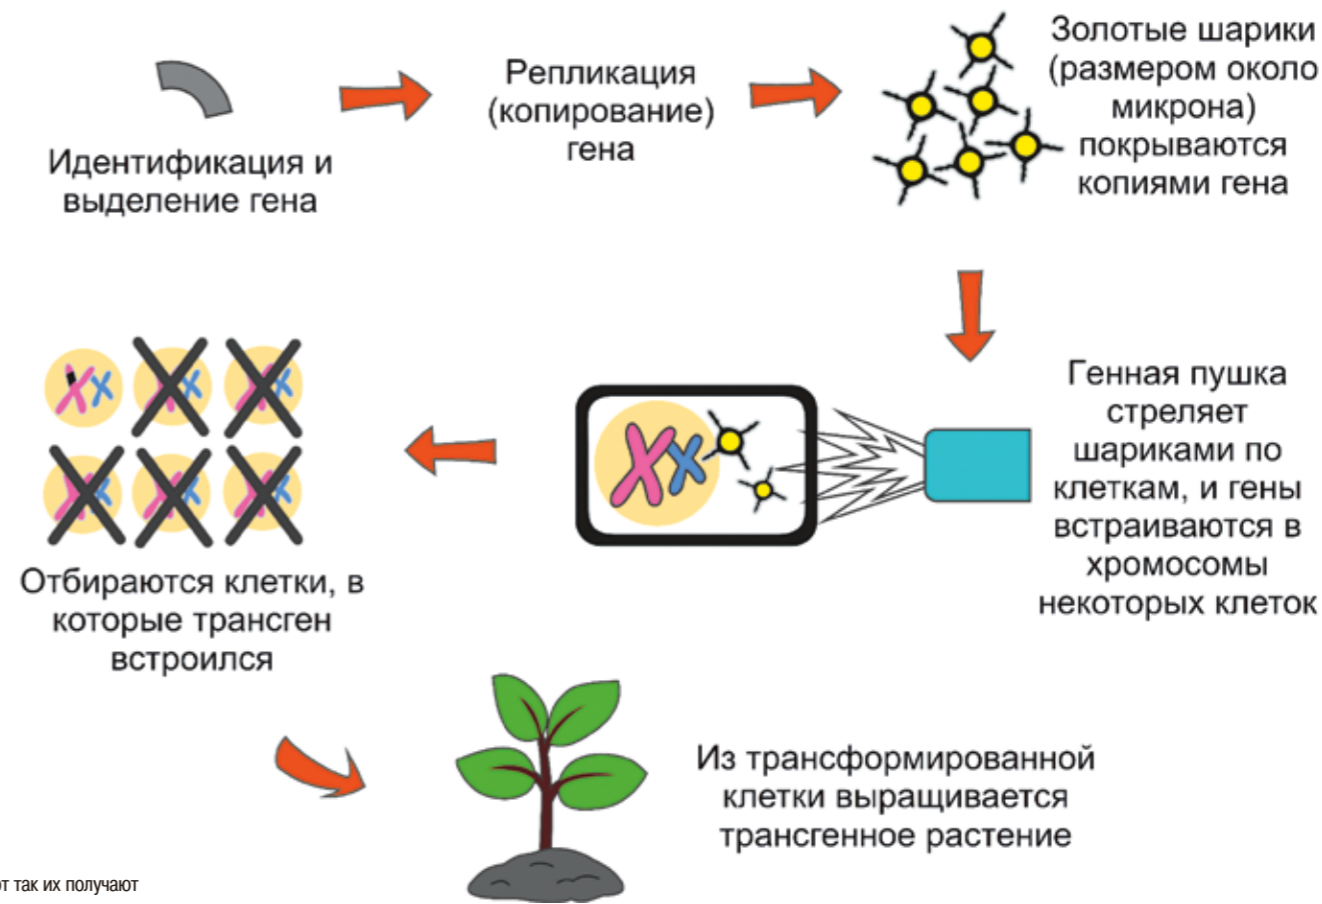 Идентификация и
выделение гена
Репликация
(копирование)
гена
Золотые шарики
(размером около
микрона)
покрываются
копиями гена
Генная пушка
стреляет
шариками по
клеткам, и гены
встраиваются в
хромосомы
некоторых клеток
Отбираются клетки, в
которые трансген
встроился
Из трансформированной
клетки выращивается
трансгенное растение
так их получают